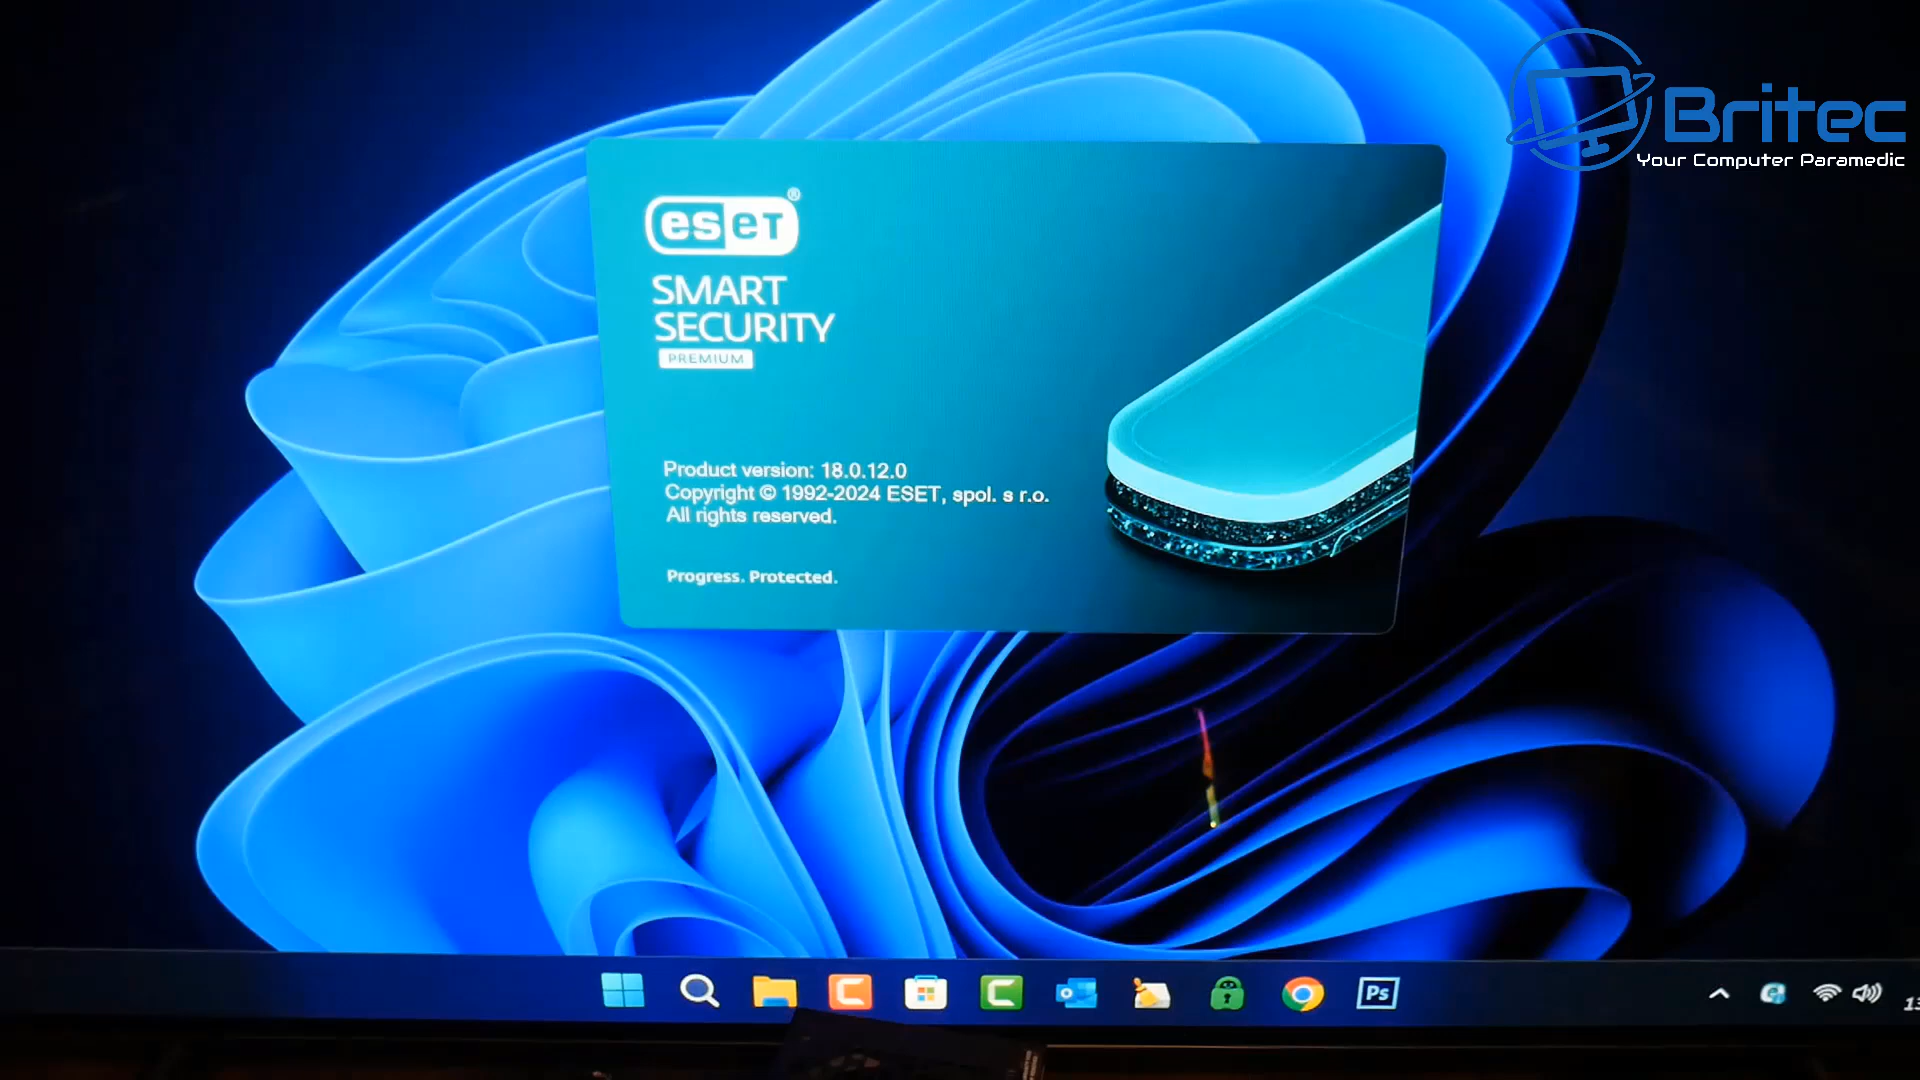 Britec
Your Computer Paramedic
eseT®
SMART
SECURITY
PREMIUM
Product version: 18.0.12.0
Copyright © 1992-2024 ESET, spol. s r.o.
All rights reserved.
Progress. Protected.
Ps